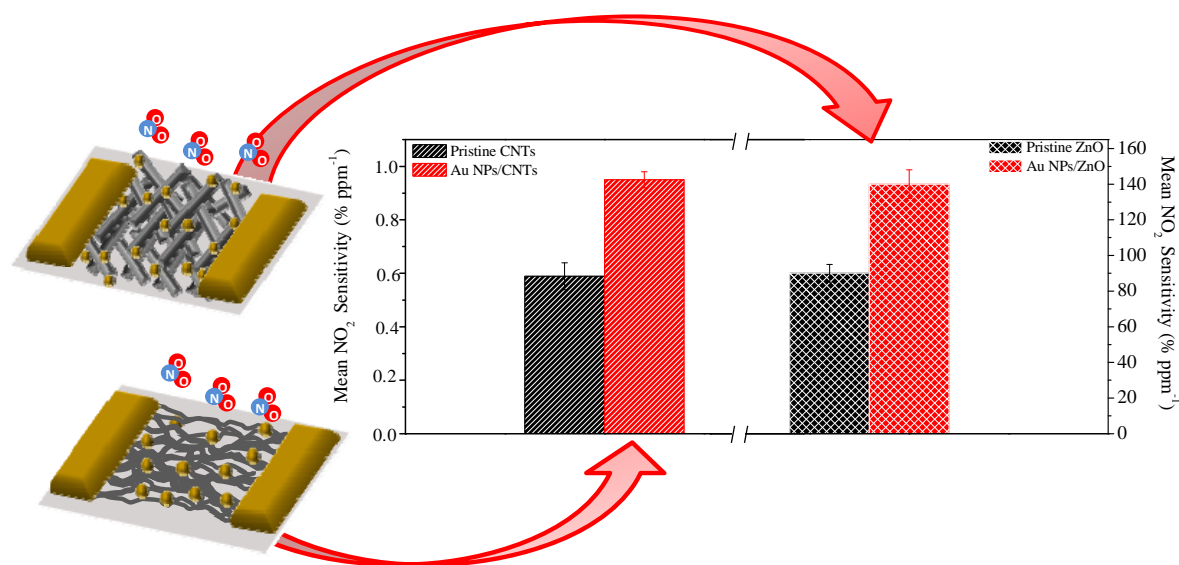 O
N O
O
N O
O
N O
O
N O
O
N O
O
N O
Mean NO₂ Sensitivity (% ppm⁻¹)
1.0
0.8
0.6
0.4
0.2
0.0
Pristine CNTs
Au NPs/CNTs
Pristine ZnO
Au NPs/ZnO
160
140
120
100
80
60
40
20
0
Mean NO₂ Sensitivity (% ppm⁻¹)